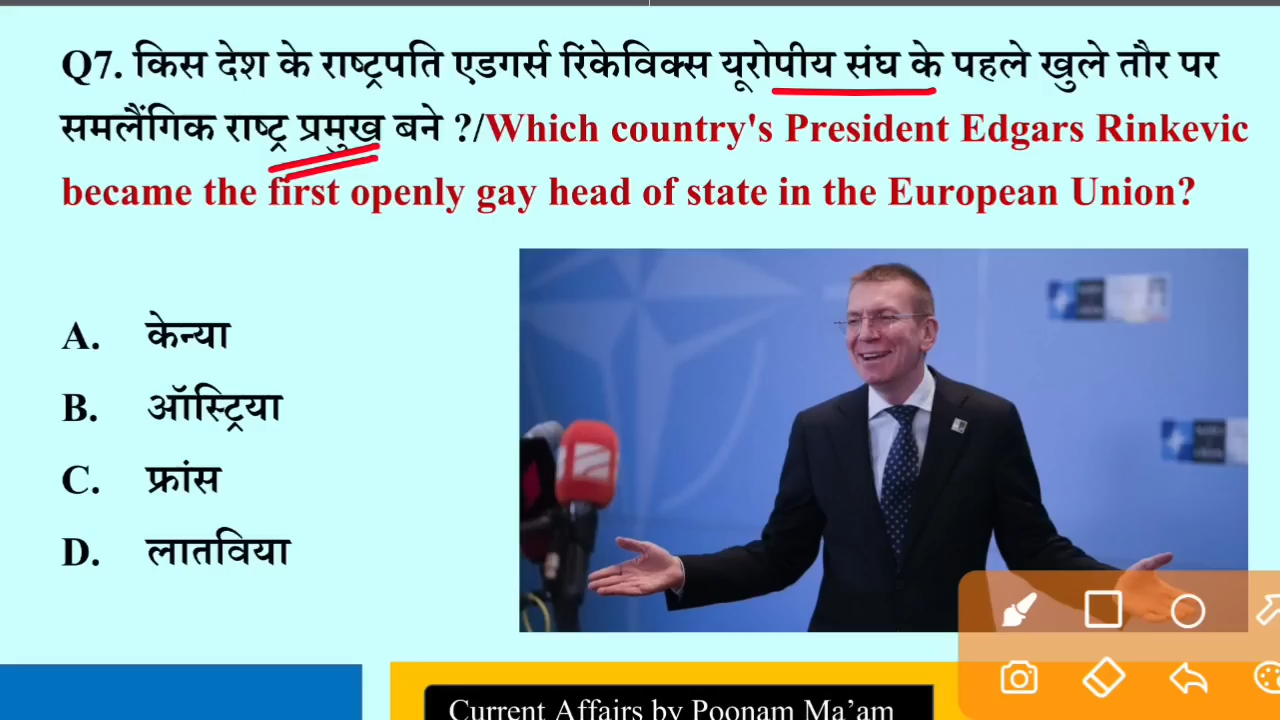 Q7. किस देश के राष्ट्रपति एडगर्स रिंकेविक्स यूरोपीय संघ के पहले खुले तौर पर
समलैंगिक राष्ट्र प्रमुख बने ?/Which country's President Edgars Rinkevic
became the first openly gay head of state in the European Union?
A. केन्या
B. ऑस्ट्रिया
C. फ्रांस
D. लातविया
Current Affairs by Poonam Ma'am